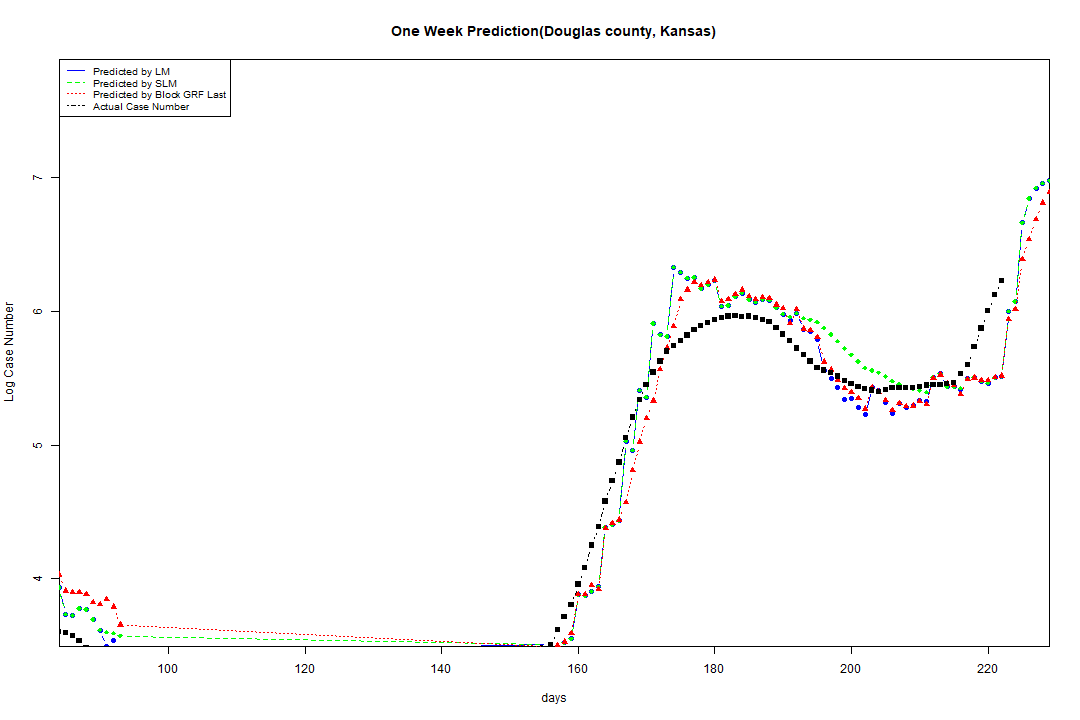 One Week Prediction(Douglas county, Kansas)
Predicted by LM
Predicted by SLM
Predicted by Block GRF Last
Actual Case Number
7
6
5
4
Log Case Number
100 120 140 160 180 200 220
days